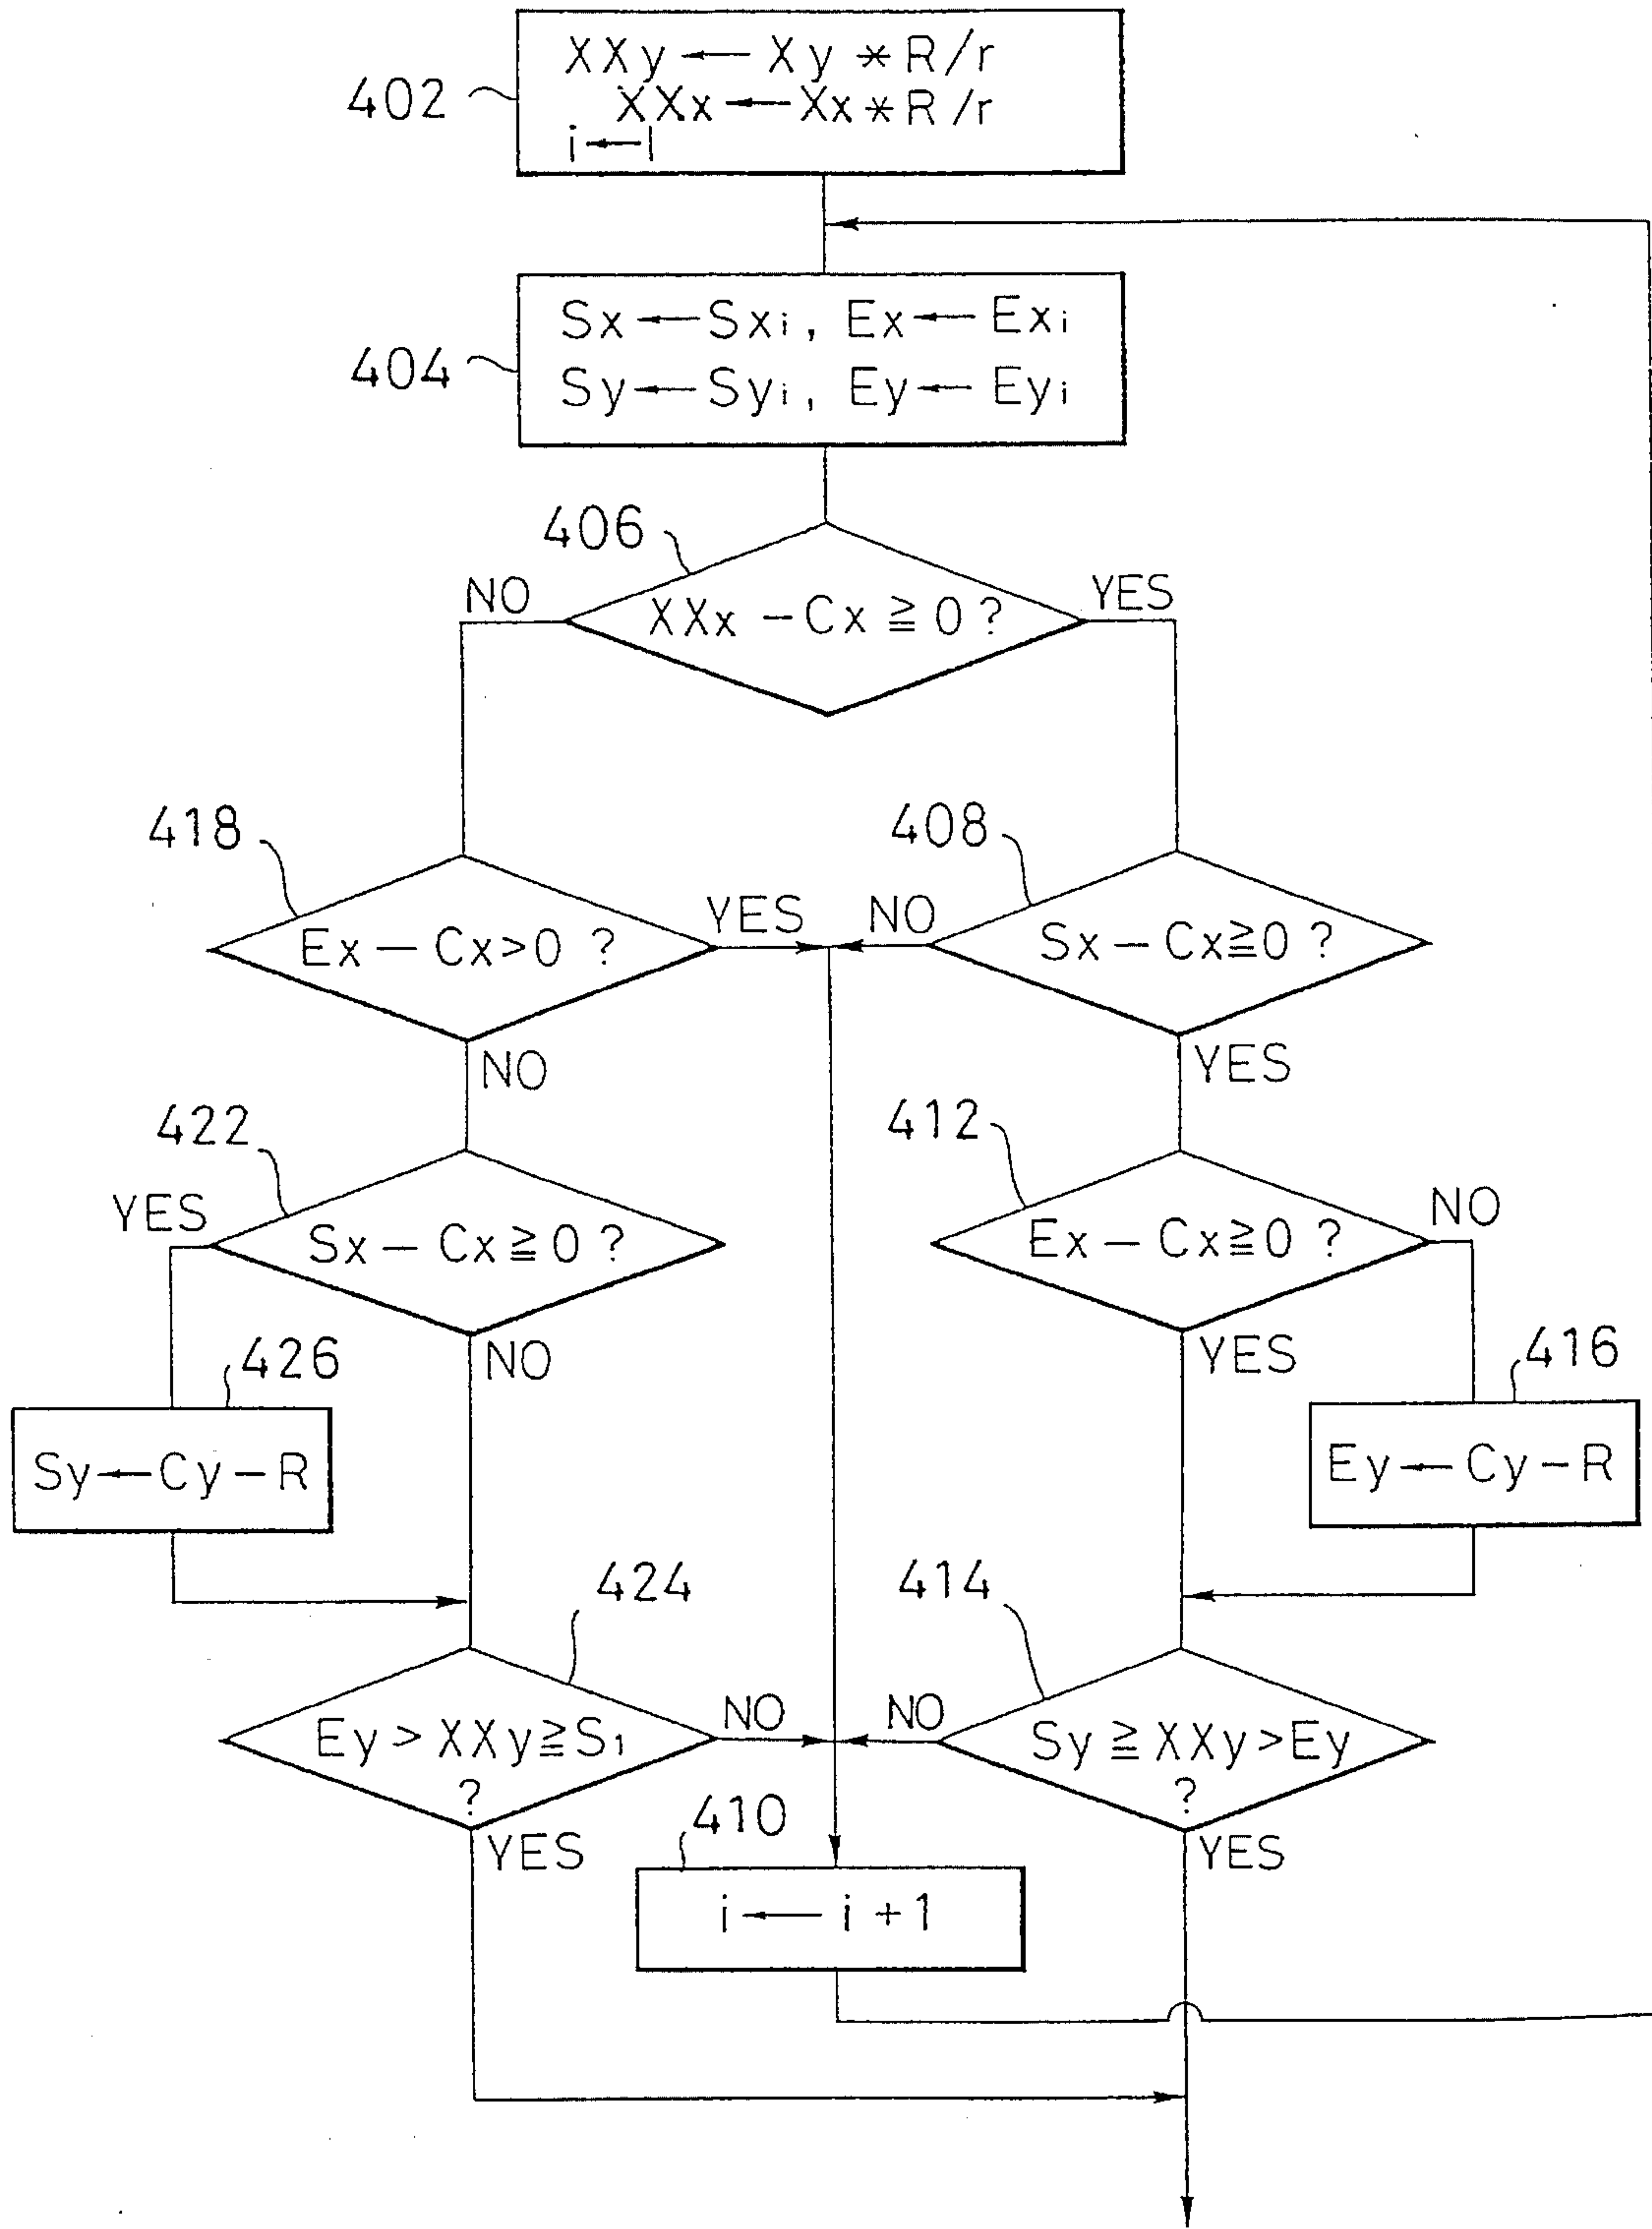 402
XXy ← Xy * R/r
XXx ← Xx * R/r
i ← 1
404
Sx ← Sxi, Ex ← Exi
Sy ← Syi, Ey ← Eyi
406
NO
XXx - Cx ≧ 0 ?
YES
418
408
Ex - Cx > 0 ?
YES
NO
Sx - Cx ≧ 0 ?
NO
YES
422
412
YES
Sx - Cx ≧ 0 ?
Ex - Cx ≧ 0 ?
NO
NO
YES
426
416
Sy ← Cy - R
Ey ← Cy - R
424
414
Ey > XXy ≧ S1
?
NO
NO
Sy ≧ XXy > Ey
?
YES
410
YES
i ← i + 1